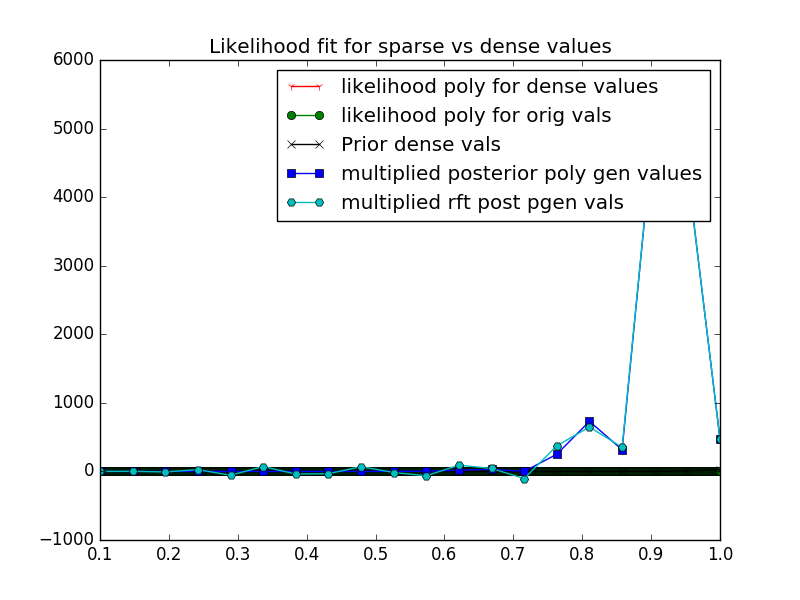 Likelihood fit for sparse vs dense values
6000
5000
4000
3000
2000
1000
0
−1000
likelihood poly for dense values
likelihood poly for orig vals
Prior dense vals
multiplied posterior poly gen values
multiplied rft post pgen vals
0.1 0.2 0.3 0.4 0.5 0.6 0.7 0.8 0.9 1.0